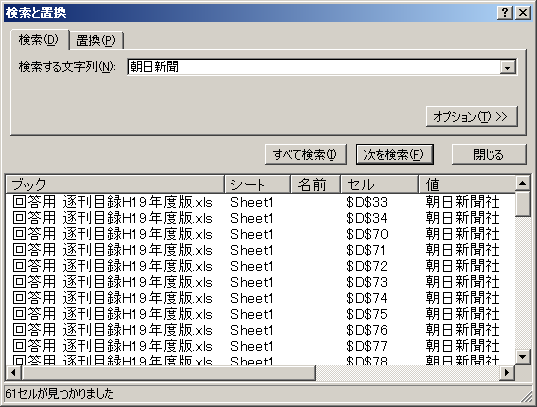 検索と置換
検索(D) 置換(P)
検索する文字列(N): 朝日新聞
オプション(T) >>
すべて検索(I) 次を検索(F) 閉じる
ブック シート 名前 セル 値
回答用 逐刊目録H19年度版.xls Sheet1 $D$33 朝日新聞社
回答用 逐刊目録H19年度版.xls Sheet1 $D$34 朝日新聞社
回答用 逐刊目録H19年度版.xls Sheet1 $D$70 朝日新聞社
回答用 逐刊目録H19年度版.xls Sheet1 $D$71 朝日新聞社
回答用 逐刊目録H19年度版.xls Sheet1 $D$72 朝日新聞社
回答用 逐刊目録H19年度版.xls Sheet1 $D$73 朝日新聞社
回答用 逐刊目録H19年度版.xls Sheet1 $D$74 朝日新聞社
回答用 逐刊目録H19年度版.xls Sheet1 $D$75 朝日新聞社
回答用 逐刊目録H19年度版.xls Sheet1 $D$76 朝日新聞社
回答用 逐刊目録H19年度版.xls Sheet1 $D$77 朝日新聞社
回答用 逐刊目録H19年度版.xls Sheet1 $D$78 朝日新聞社
61セルが見つかりました